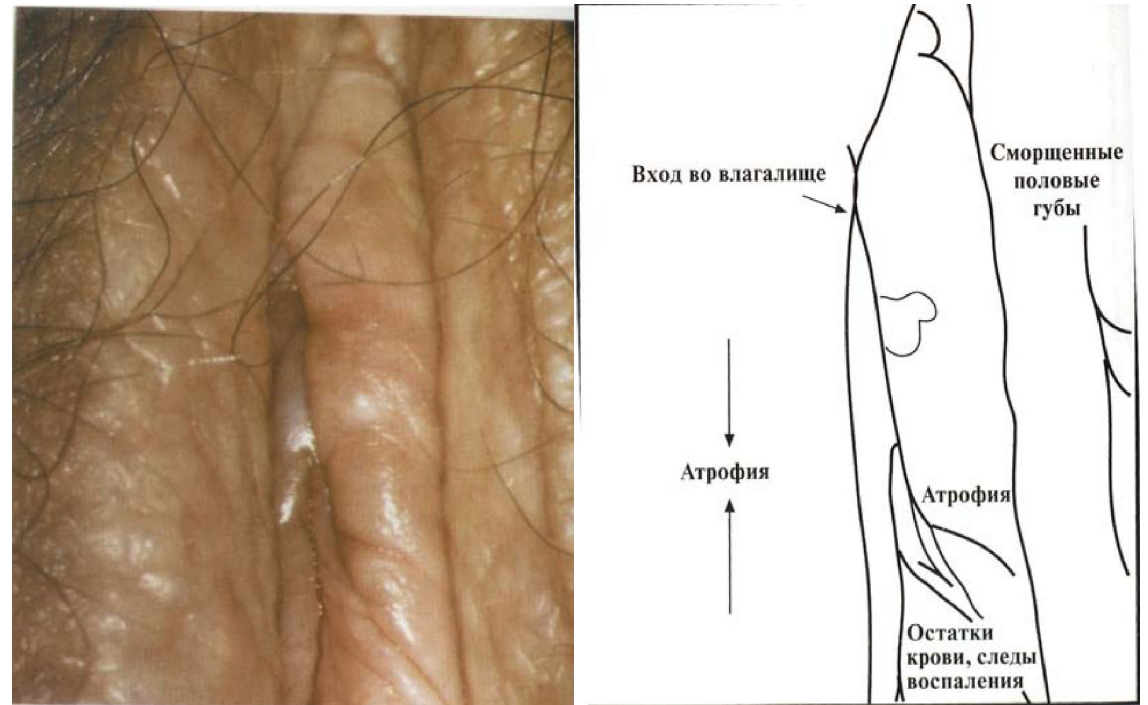 Вход во влагалище
Сморщенные
половые
губы
Атрофия
Атрофия
Остатки
крови, следы
воспаления